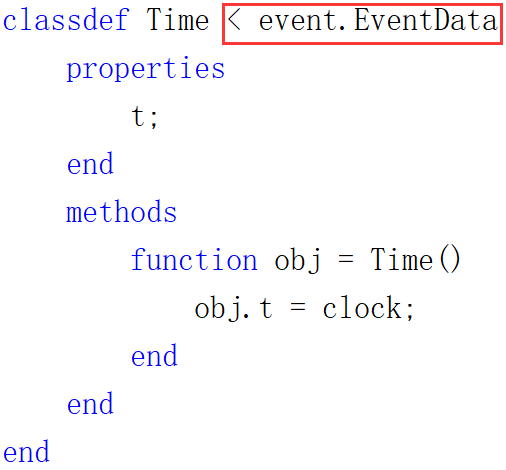 classdef Time < event.EventData
    properties
        t;
    end
    methods
        function obj = Time()
            obj.t = clock;
        end
    end
end